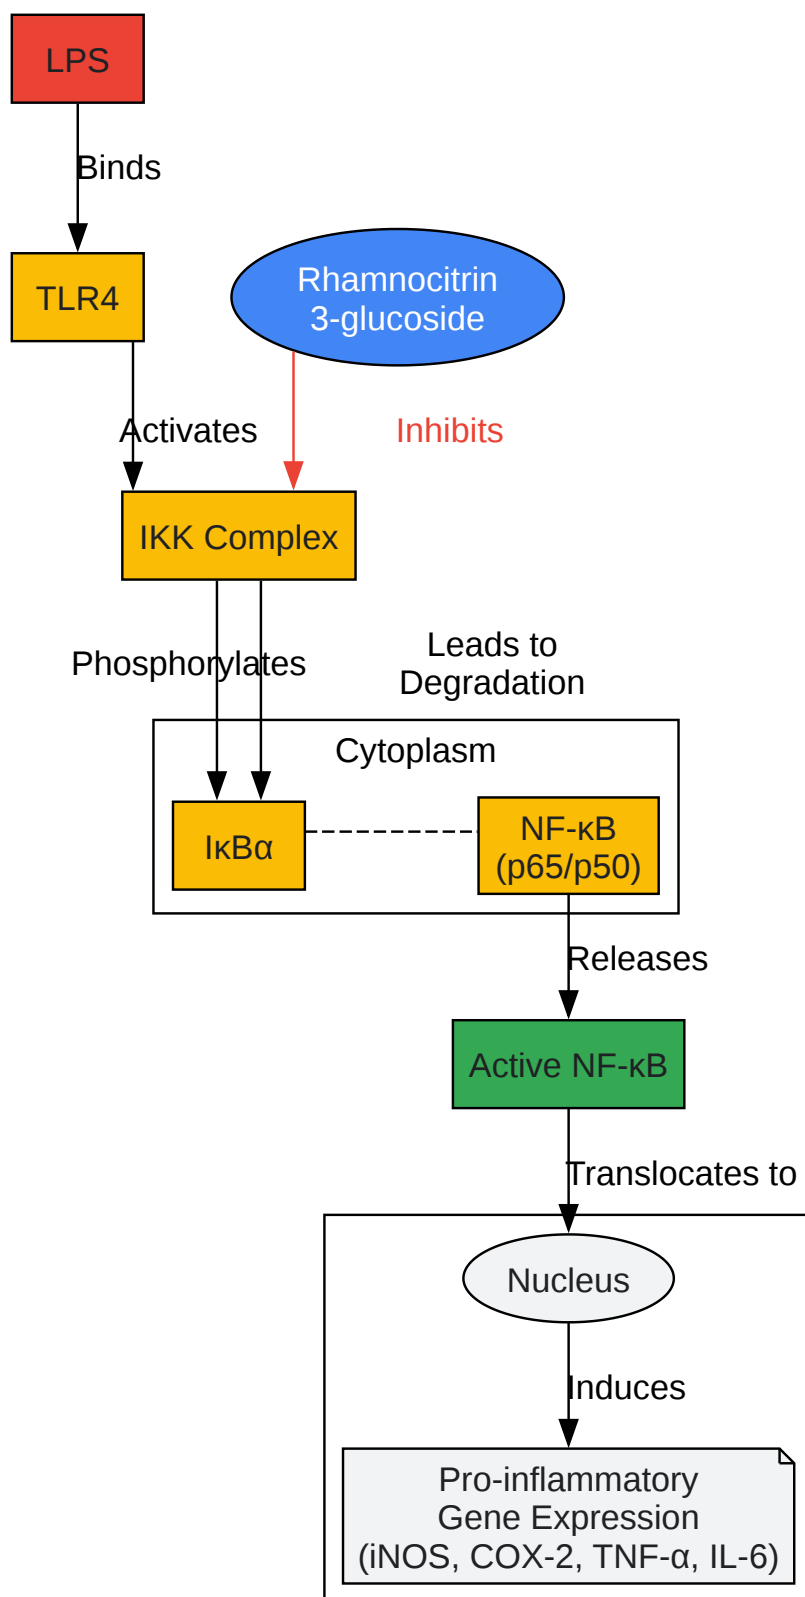 LPS
Binds
TLR4
Rhamnocitrin
3-glucoside
Activates
Inhibits
IKK Complex
Phosphorylates
Leads to
Degradation
Cytoplasm
IκBα
NF-κB
(p65/p50)
Releases
Active NF-κB
Translocates to
Nucleus
Induces
Pro-inflammatory
Gene Expression
(iNOS, COX-2, TNF-α, IL-6)